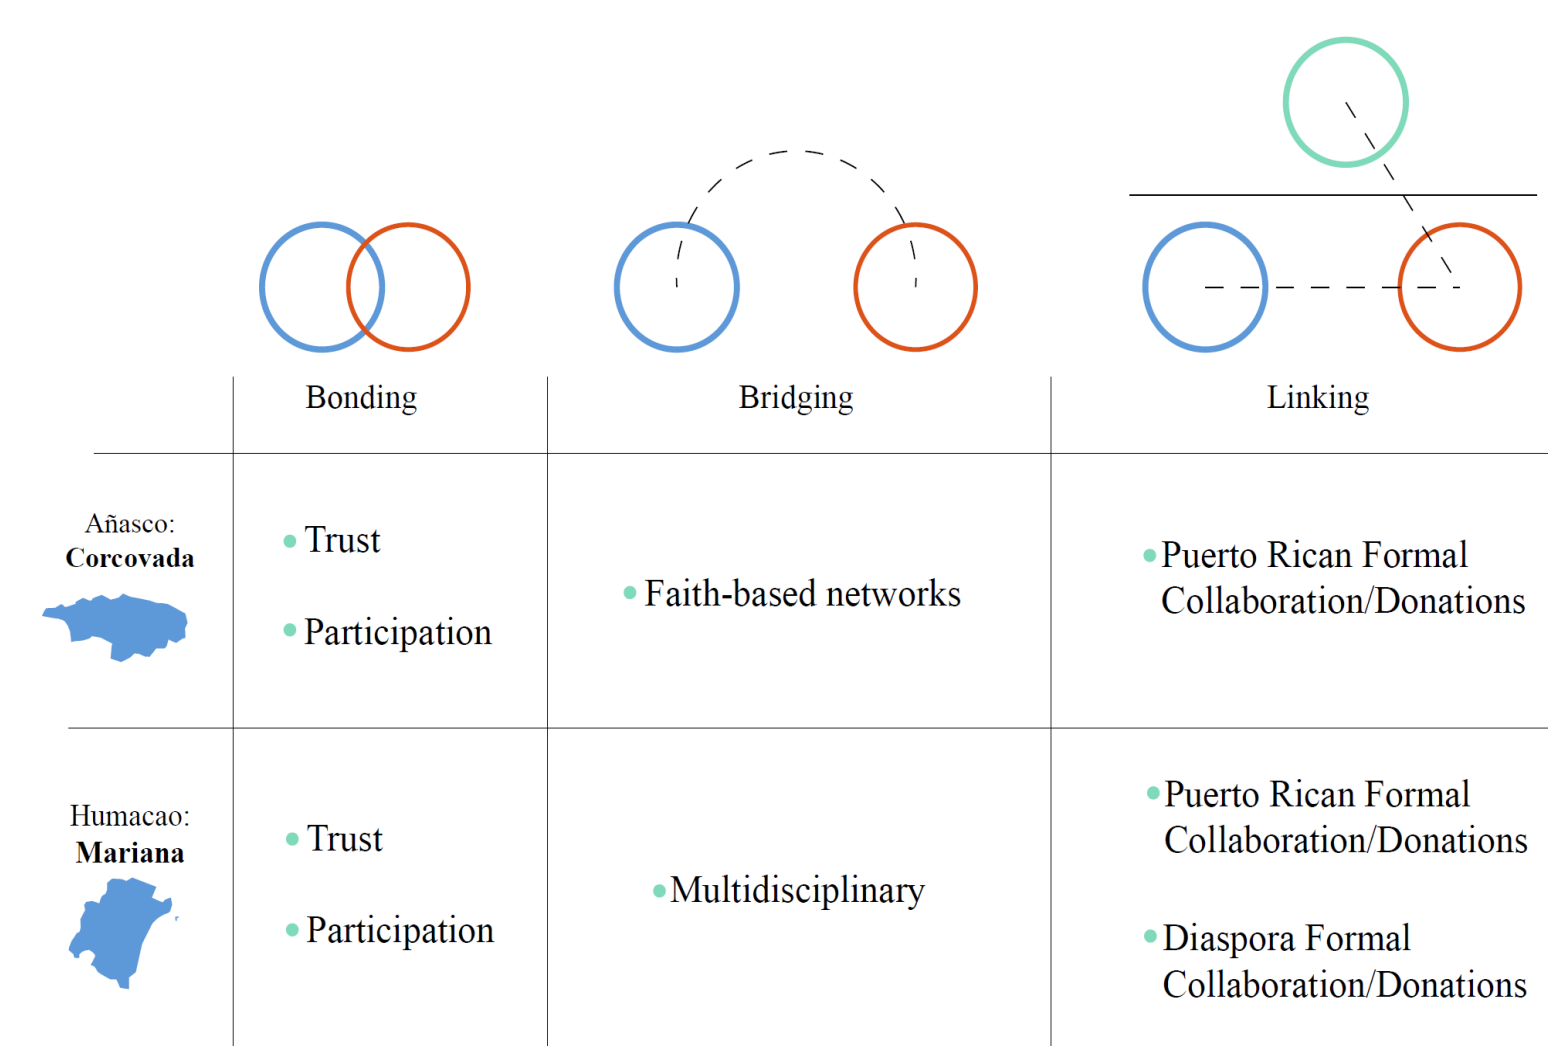 Bonding
Bridging
Linking
Añasco:
Corcovada
Trust
Participation
Faith-based networks
Puerto Rican Formal
Collaboration/Donations
Humacao:
Mariana
Trust
Participation
Multidisciplinary
Puerto Rican Formal
Collaboration/Donations
Diaspora Formal
Collaboration/Donations